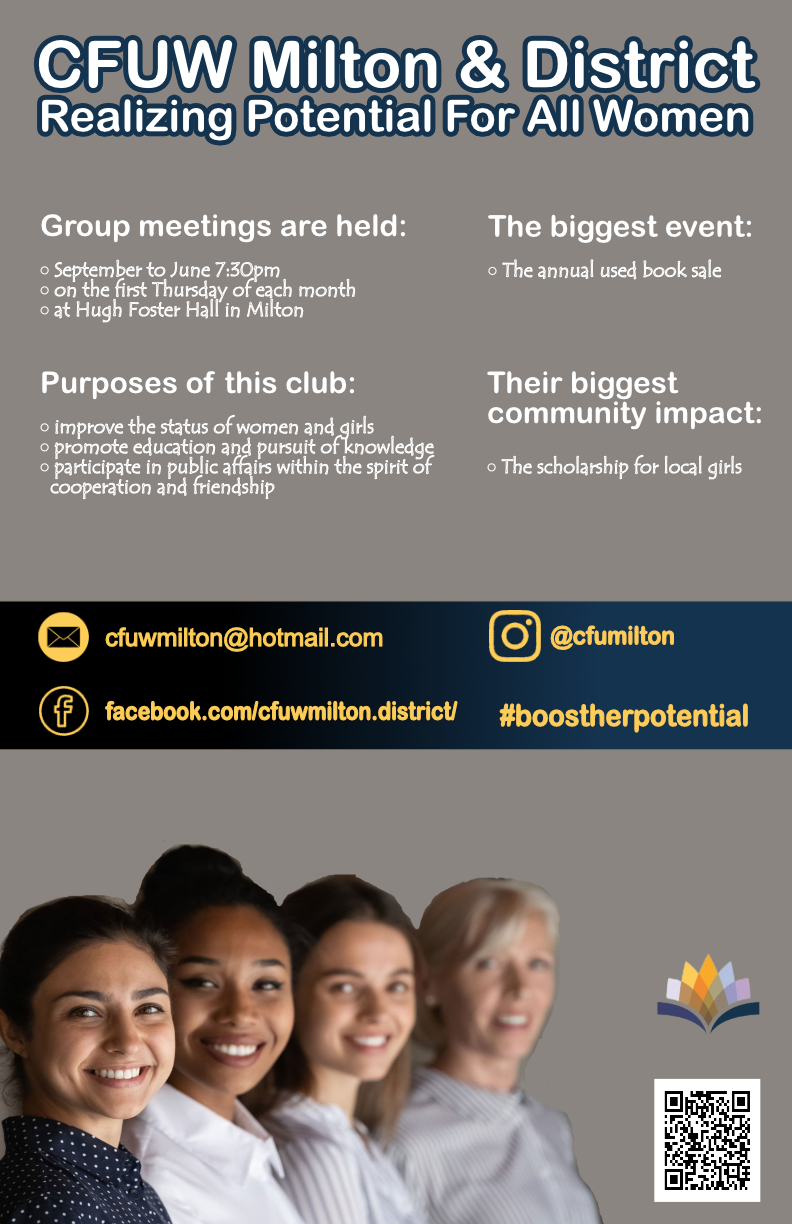 CFUW Milton & District
Realizing Potential For All Women
Group meetings are held:
○ September to June 7:30pm
○ on the first Thursday of each month
○ at Hugh Foster Hall in Milton
The biggest event:
○ The annual used book sale
Purposes of this club:
○ improve the status of women and girls
○ promote education and pursuit of knowledge
○ participate in public affairs within the spirit of
cooperation and friendship
Their biggest
community impact:
○ The scholarship for local girls
cfuwmilton@hotmail.com
@cfumilton
facebook.com/cfuwmilton.district/
#boostherpotential